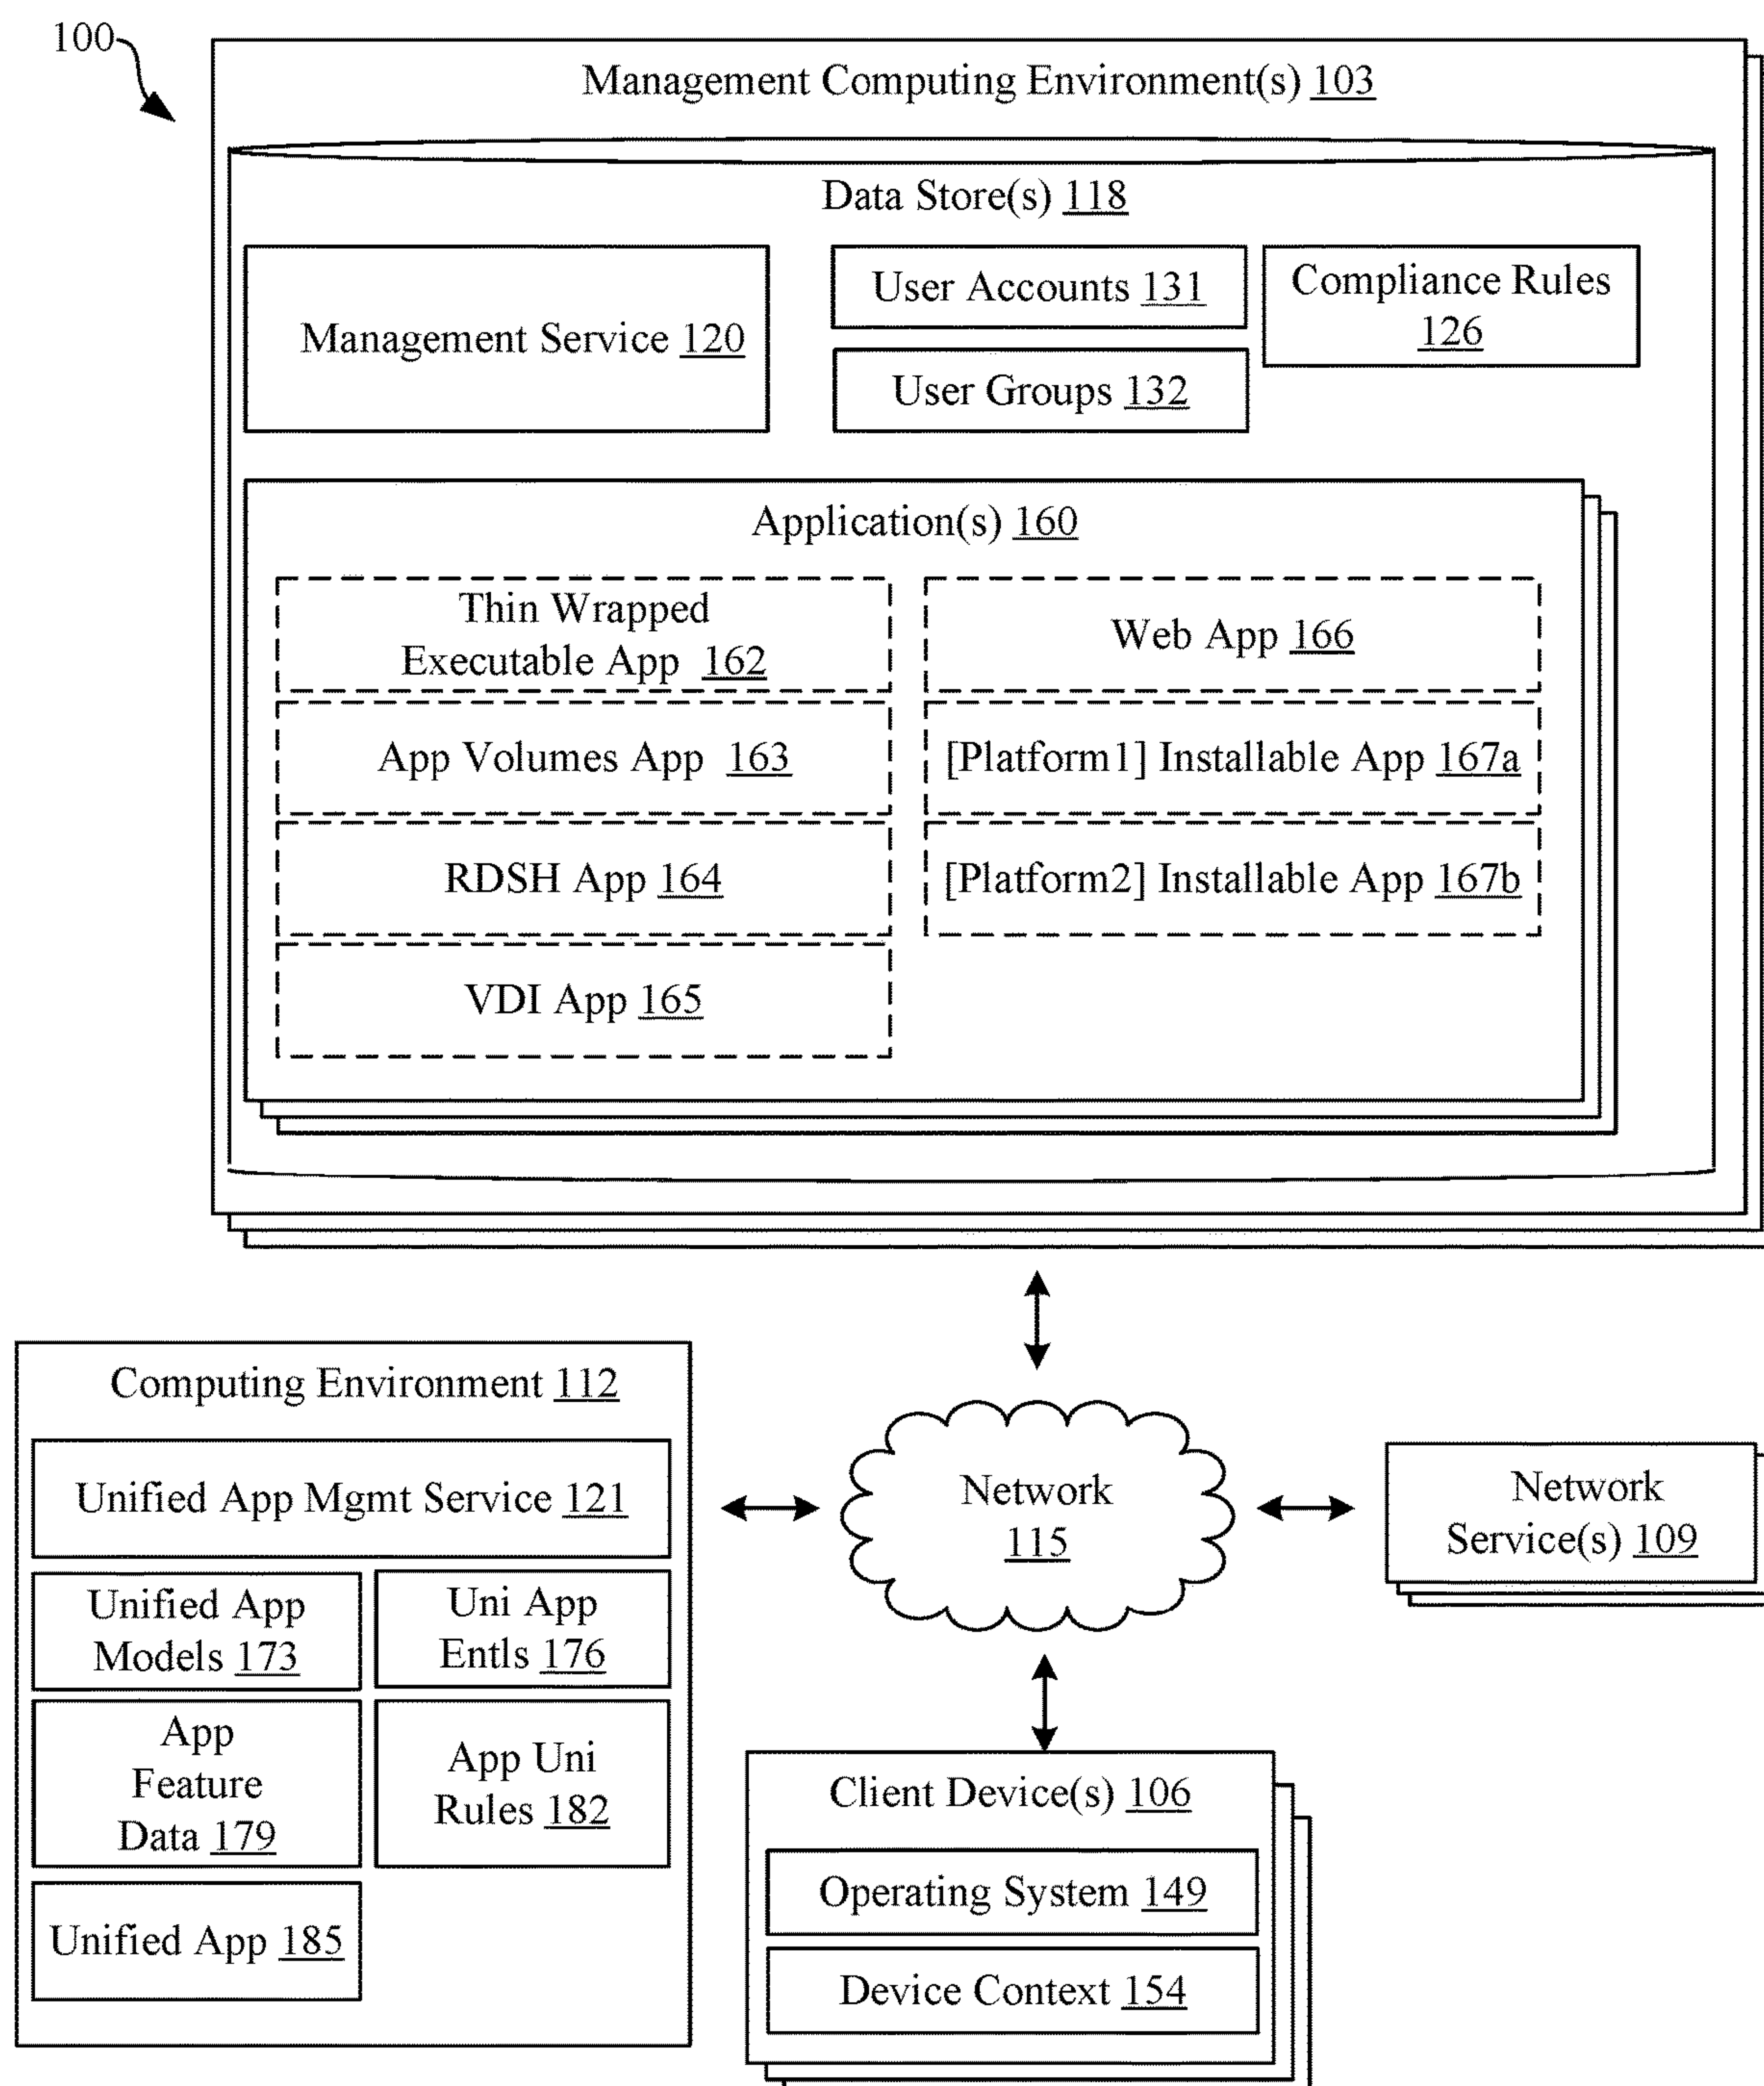 100
Management Computing Environment(s) 103
Data Store(s) 118
Management Service 120
User Accounts 131
User Groups 132
Compliance Rules
126
Application(s) 160
Thin Wrapped
Executable App 162
App Volumes App 163
RDSH App 164
VDI App 165
Web App 166
[Platform1] Installable App 167a
[Platform2] Installable App 167b
Computing Environment 112
Unified App Mgmt Service 121
Unified App
Models 173
Uni App
Entls 176
App
Feature
Data 179
App Uni
Rules 182
Unified App 185
Network
115
Network
Service(s) 109
Client Device(s) 106
Operating System 149
Device Context 154